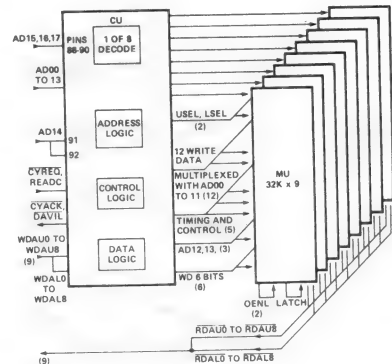 CU
AD15,16,17
PINS
88-90
1 OF 8
DECODE
AD00
TO 13
ADDRESS
LOGIC
USEL, LSEL
(2)
AD14
91
92
12 WRITE
DATA
MULTIPLEXED
WITH AD00
TO 11 (12)
MU
32K x 9
CYREQ,
READC
CONTROL
LOGIC
CYACK,
DAVIL
TIMING AND
CONTROL (5)
WDAU0 TO
WDAU8
(9)
DATA
LOGIC
AD12,13, (3)
WDAL0
TO
WDAL8
WD 6 BITS
(6)
OENL LATCH
(2)
RDAU0 TO RDAU8
(9)
RDAL0 TO RDAL8